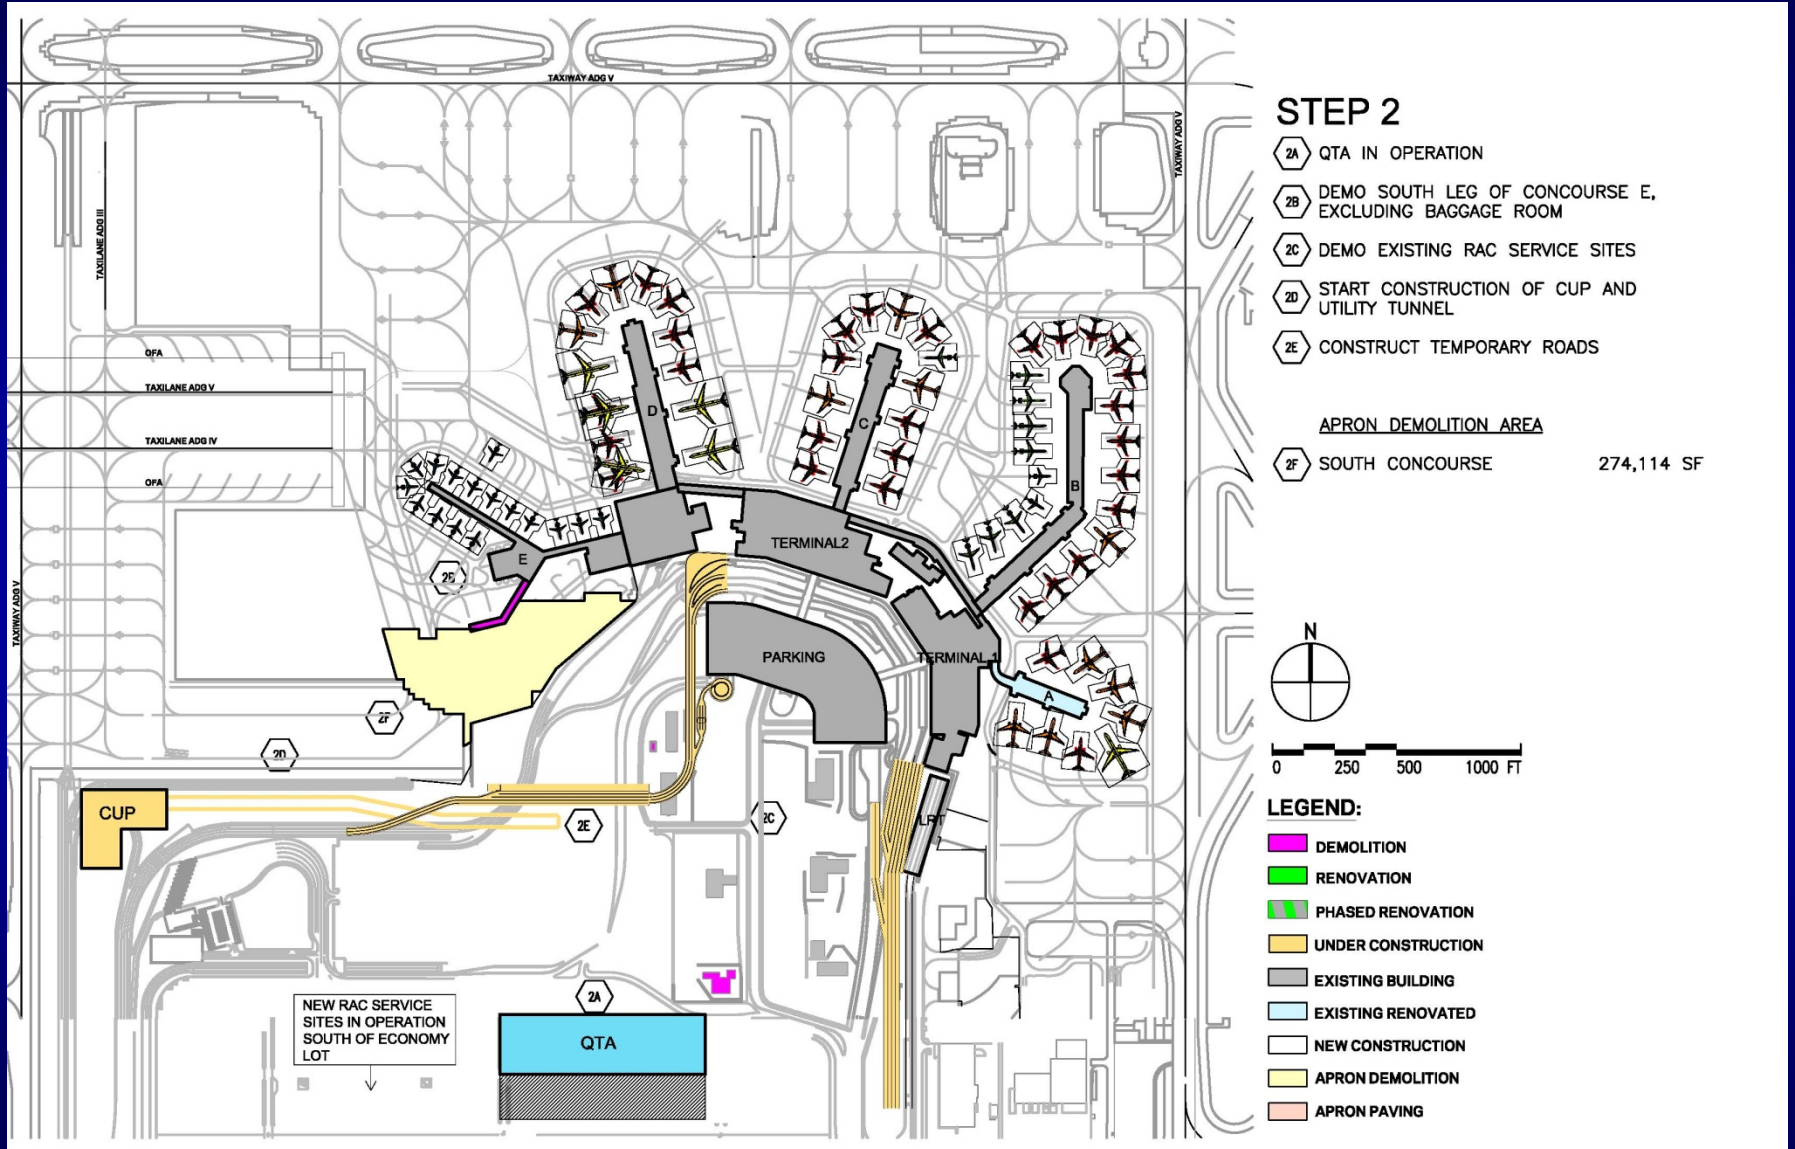 TAXIWAY ADG V
TAXIWAY ADG V
TAXILANE ADG III
OFA
TAXILANE ADG V
TAXILANE ADG IV
OFA
TAXIWAY ADG V
D
C
B
E
TERMINAL2
2B
PARKING
TERMINAL 1
A
2F
2D
CUP
2E
2C
LRT
2A
QTA
NEW RAC SERVICE
SITES IN OPERATION
SOUTH OF ECONOMY
LOT
STEP 2
2A QTA IN OPERATION
2B DEMO SOUTH LEG OF CONCOURSE E,
EXCLUDING BAGGAGE ROOM
2C DEMO EXISTING RAC SERVICE SITES
2D START CONSTRUCTION OF CUP AND
UTILITY TUNNEL
2E CONSTRUCT TEMPORARY ROADS
APRON DEMOLITION AREA
2F SOUTH CONCOURSE 274,114 SF
N
0 250 500 1000 FT
LEGEND:
DEMOLITION
RENOVATION
PHASED RENOVATION
UNDER CONSTRUCTION
EXISTING BUILDING
EXISTING RENOVATED
NEW CONSTRUCTION
APRON DEMOLITION
APRON PAVING